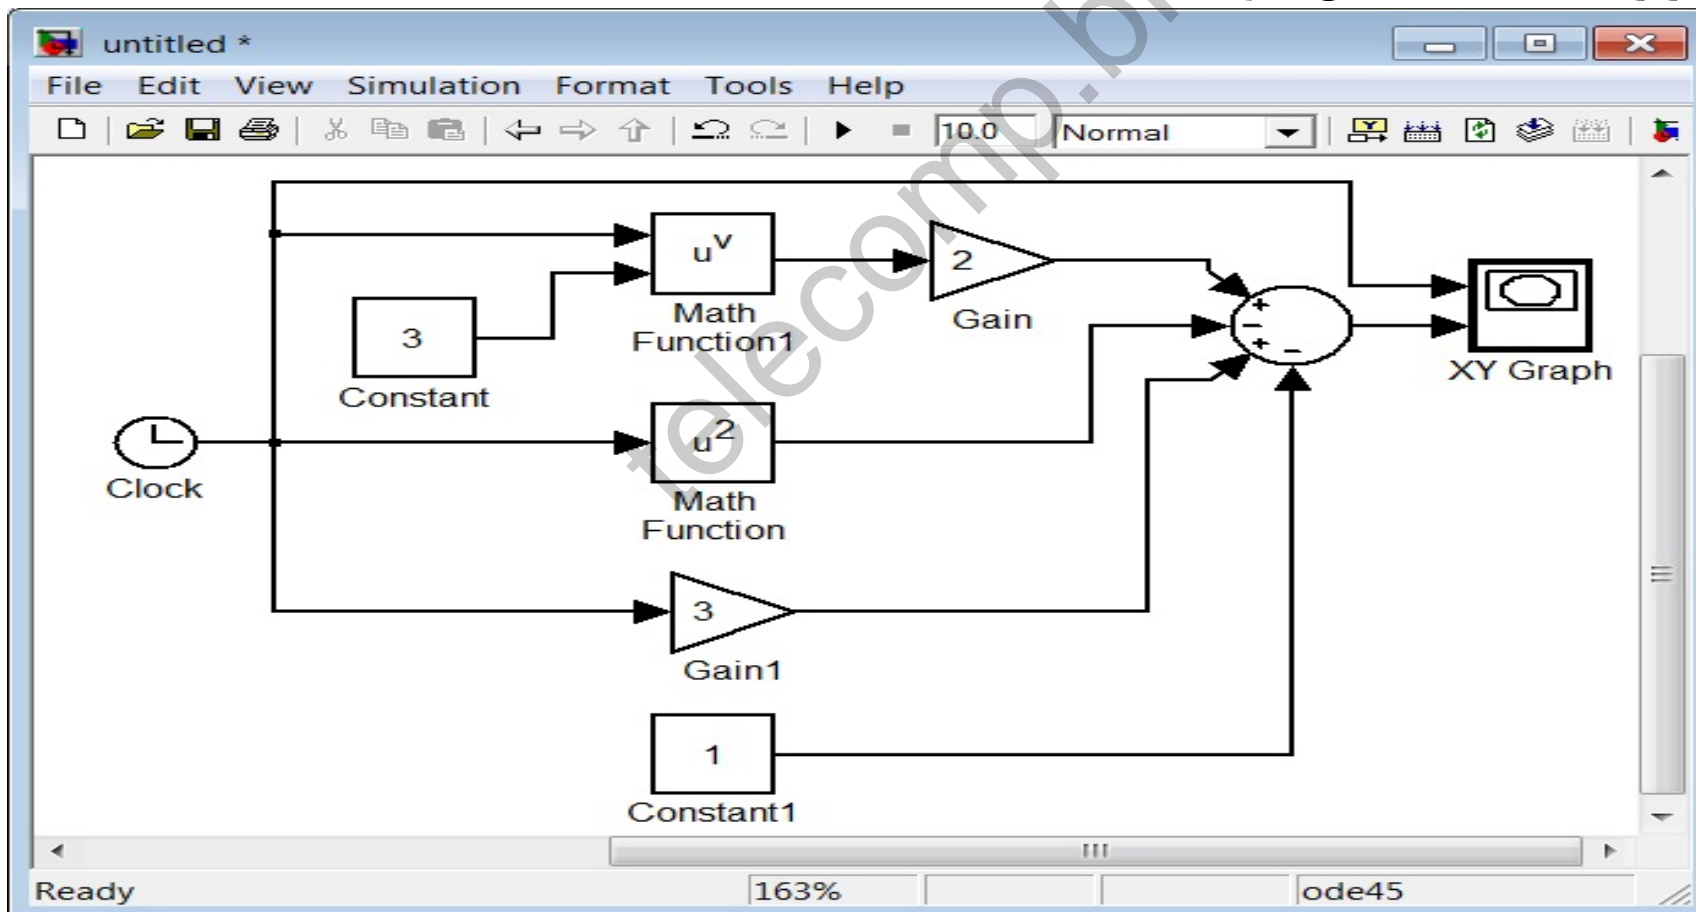 untitled *
File Edit View Simulation Format Tools Help
10.0 Normal
u^v
2
Math
Function1
Gain
3
Constant
+
−
+
−
XY Graph
Clock
u^2
Math
Function
3
Gain1
1
Constant1
Ready 163% ode45